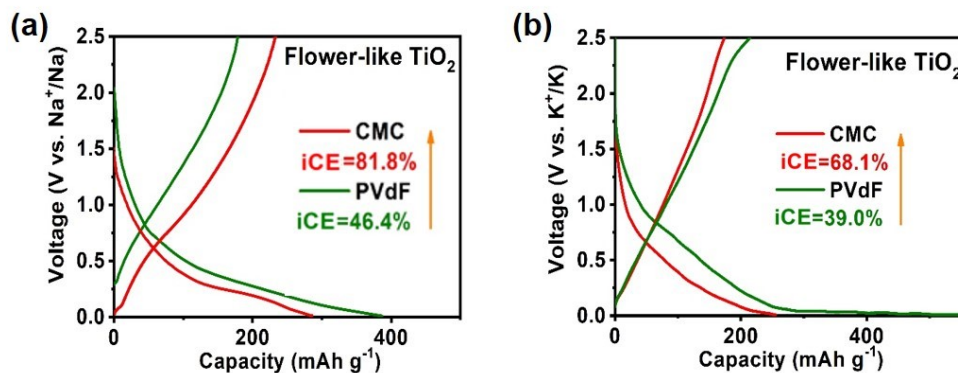 (a)
2.5
2.0
1.5
1.0
0.5
0.0
Voltage (V vs. Na⁺/Na)
Flower-like TiO₂
CMC
iCE=81.8%
PVdF
iCE=46.4%
0 200 400
Capacity (mAh g⁻¹)
(b)
2.5
2.0
1.5
1.0
0.5
0.0
Voltage (V vs. K⁺/K)
Flower-like TiO₂
CMC
iCE=68.1%
PVdF
iCE=39.0%
0 200 400
Capacity (mAh g⁻¹)